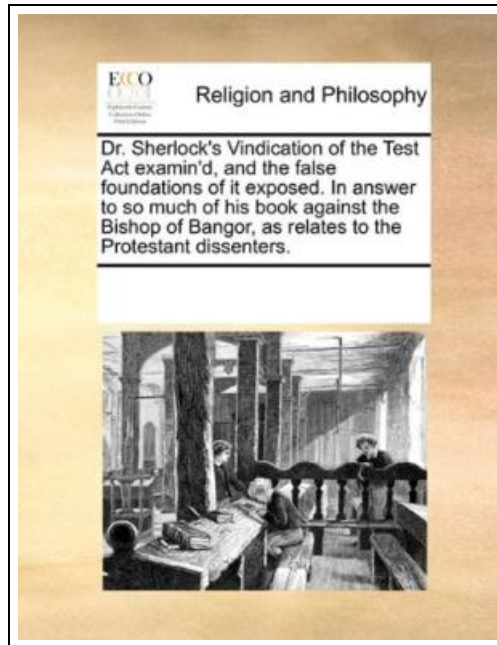 ECCO
Religion and Philosophy
Dr. Sherlock's Vindication of the Test
Act examin'd, and the false
foundations of it exposed. In answer
to so much of his book against the
Bishop of Bangor, as relates to the
Protestant dissenters.